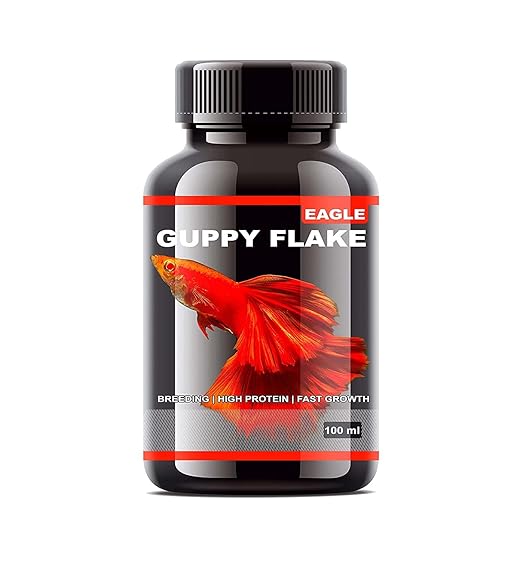 EAGLE
GUPPY FLAKE
BREEDING | HIGH PROTEIN | FAST GROWTH
100 ml